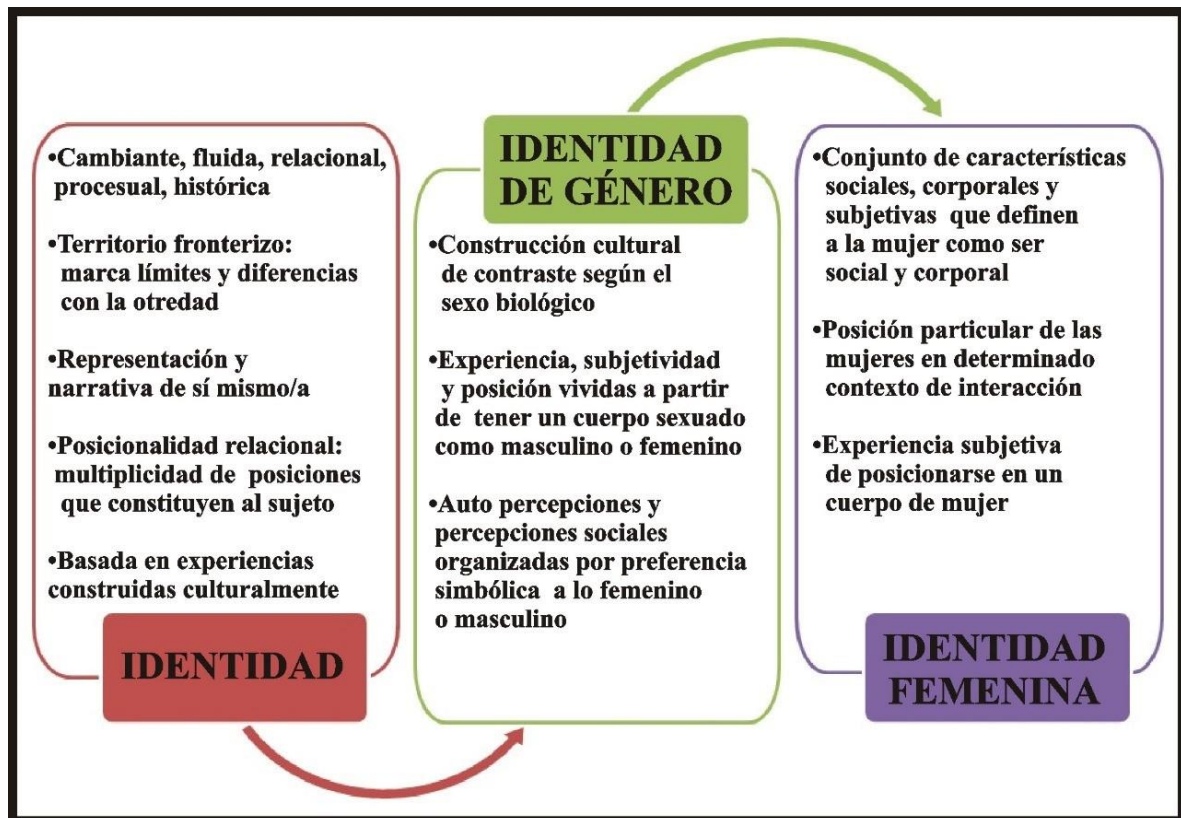 •Cambiante, fluida, relacional,
procesual, histórica
•Territorio fronterizo:
marca límites y diferencias
con la otredad
•Representación y
narrativa de sí mismo/a
•Posicionalidad relacional:
multiplicidad de posiciones
que constituyen al sujeto
•Basada en experiencias
construidas culturalmente
IDENTIDAD
IDENTIDAD
DE GÉNERO
•Construcción cultural
de contraste según el
sexo biológico
•Experiencia, subjetividad
y posición vividas a partir
de tener un cuerpo sexuado
como masculino o femenino
•Auto percepciones y
percepciones sociales
organizadas por preferencia
simbólica a lo femenino
o masculino
•Conjunto de características
sociales, corporales y
subjetivas que definen
a la mujer como ser
social y corporal
•Posición particular de las
mujeres en determinado
contexto de interacción
•Experiencia subjetiva
de posicionarse en un
cuerpo de mujer
IDENTIDAD
FEMENINA